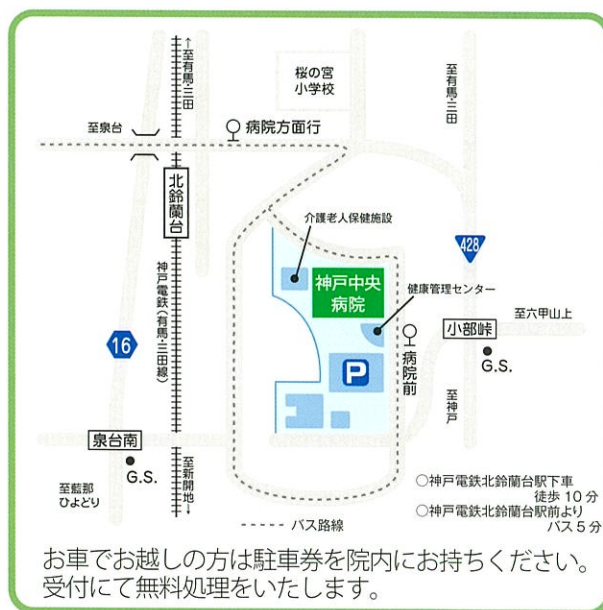 ←至有馬・三田
桜の宮
小学校
至有馬・三田
至泉台
病院方面行
北鈴蘭台
介護老人保健施設
428
神戸中央
病院
健康管理センター
至六甲山上
神戸電鉄(有馬・三田線)
16
小部峠
G.S.
P
病院前
至神戸
泉台南
G.S.
至藍那
ひよどり
至新開地→
○神戸電鉄北鈴蘭台駅下車
徒歩 10 分
○神戸電鉄北鈴蘭台駅前より
バス 5 分
バス路線
お車でお越しの方は駐車券を院内にお持ちください。
受付にて無料処理をいたします。